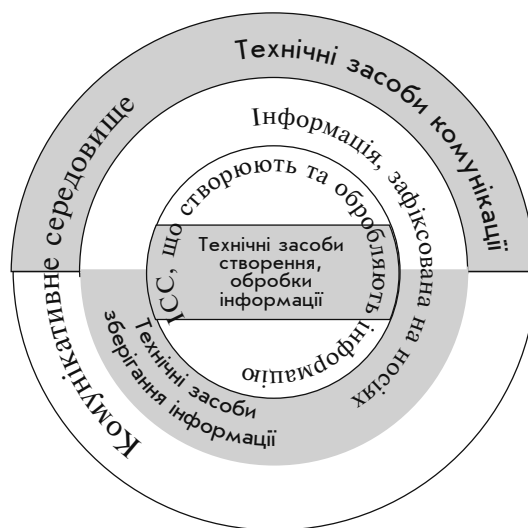 Технічні засоби комунікації
Комунікативне середовище
Інформація, зафіксована на носіях
ІСС, що створюють та обробляють інформацію
Технічні засоби
створення,
обробки
інформації
Технічні засоби
зберігання інформації